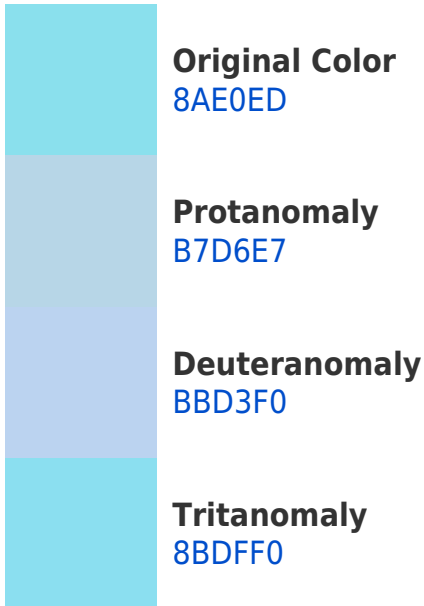 Original Color
8AE0ED
Protanomaly
B7D6E7
Deuteranomaly
BBD3F0
Tritanomaly
8BDFF0